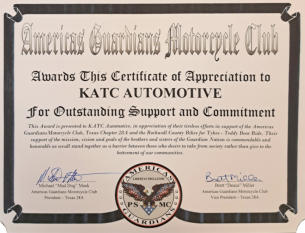 Americas Guardians Motorcycle Club
Awards This Certificate of Appreciation to
KATC AUTOMOTIVE
For Outstanding Support and Commitment
This Award is presented to KATC Automotive, in appreciation of their tireless efforts in support of the Americas
Guardians Motorcycle Club, Texas Chapter 28A and the Rockwall County Bikes for Tykes - Teddy Bear Ride. Their
support of the mission, vision and goals of the brothers and sisters of the Guardian Nation is commendable and
honorable as we all stand together as a barrier between those who desire to take from society rather than give to the
betterment of our communities.
Michael "Mad Dog" Monk
Americas Guardians Motorcycle Club
President - Texas 28A
AMERICAN
GUARDIANS
PS
MC
Brett Miller
Americas Guardians Motorcycle Club
Vice President - Texas 28A